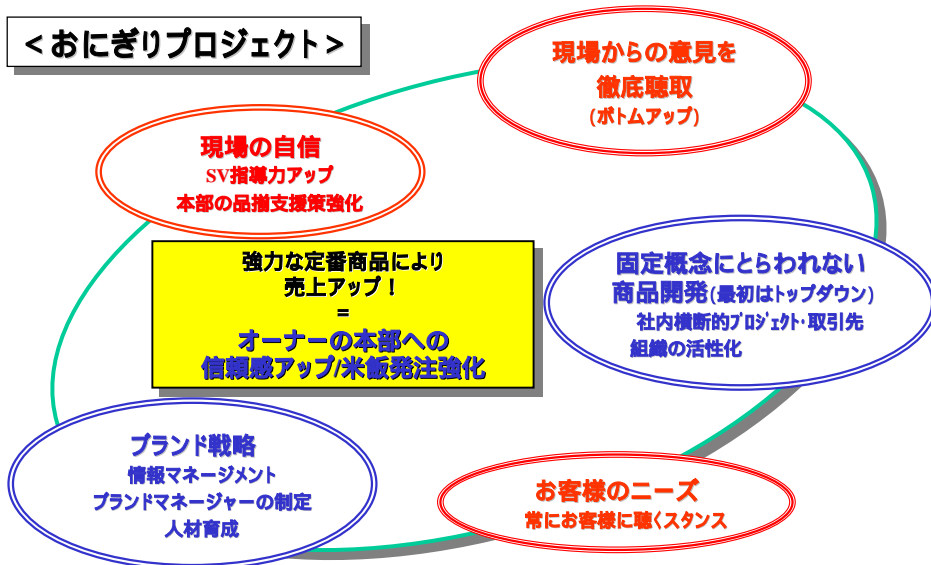 <おにぎりプロジェクト>
現場からの意見を
徹底聴取
(ボトムアップ)
現場の自信
SV指導力アップ
本部の品揃支援策強化
固定概念にとらわれない
商品開発(最初はトップダウン)
社内横断的プロジェクト・取引先
組織の活性化
強力な定番商品により
売上アップ！
=
オーナーの本部への
信頼感アップ/米飯発注強化
ブランド戦略
情報マネージメント
ブランドマネージャーの制定
人材育成
お客様のニーズ
常にお客様に聴くスタンス